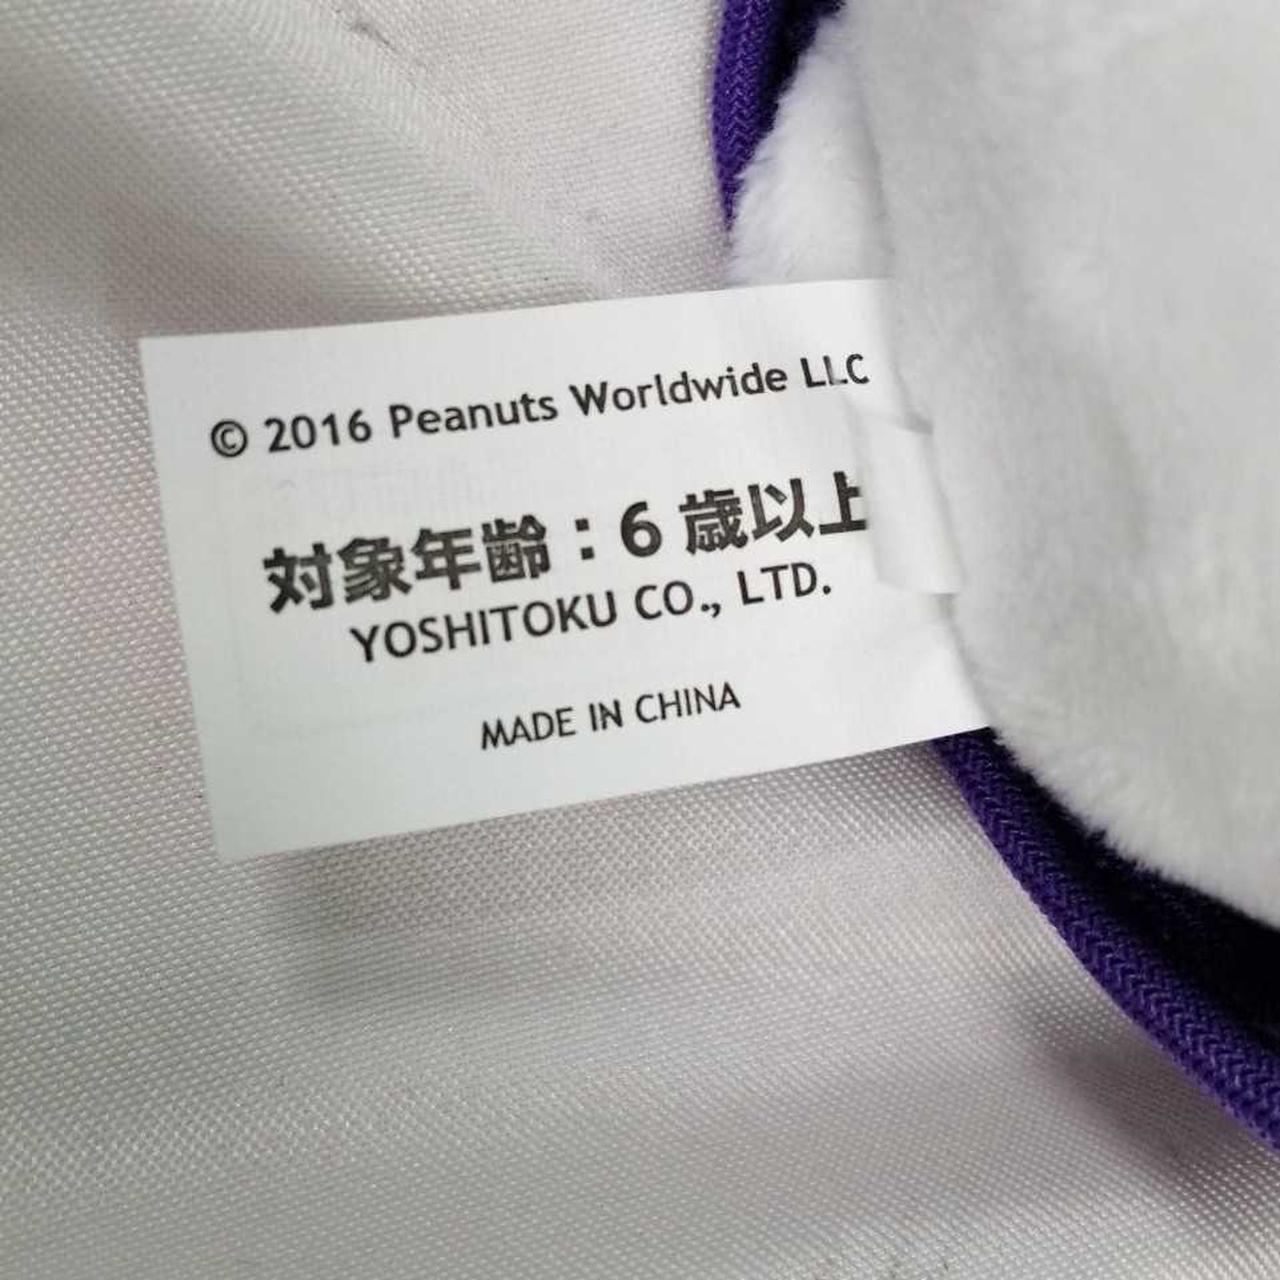 © 2016 Peanuts Worldwide LLC
対象年齢：6 歳以上
YOSHITOKU CO., LTD.
MADE IN CHINA